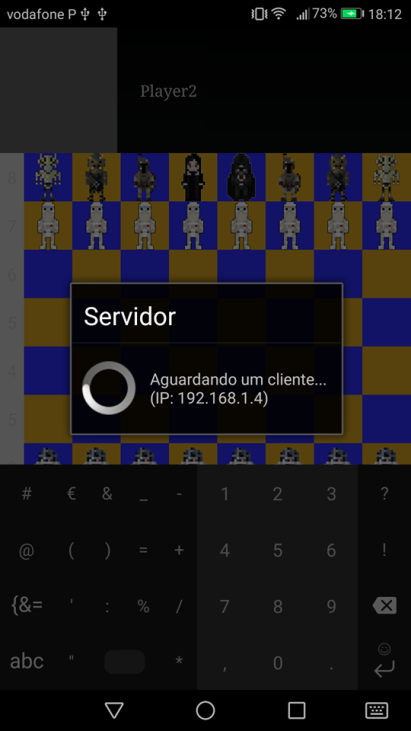 vodafone P 73% 18:12
Player2
8
7
6
Servidor
5
Aguardando um cliente...
(IP: 192.168.1.4)
4
5
# € & _ - 1 2 3 ?
@ ( ) = + 4 5 6 !
{&= ' : % / 7 8 9
abc " * , 0 .